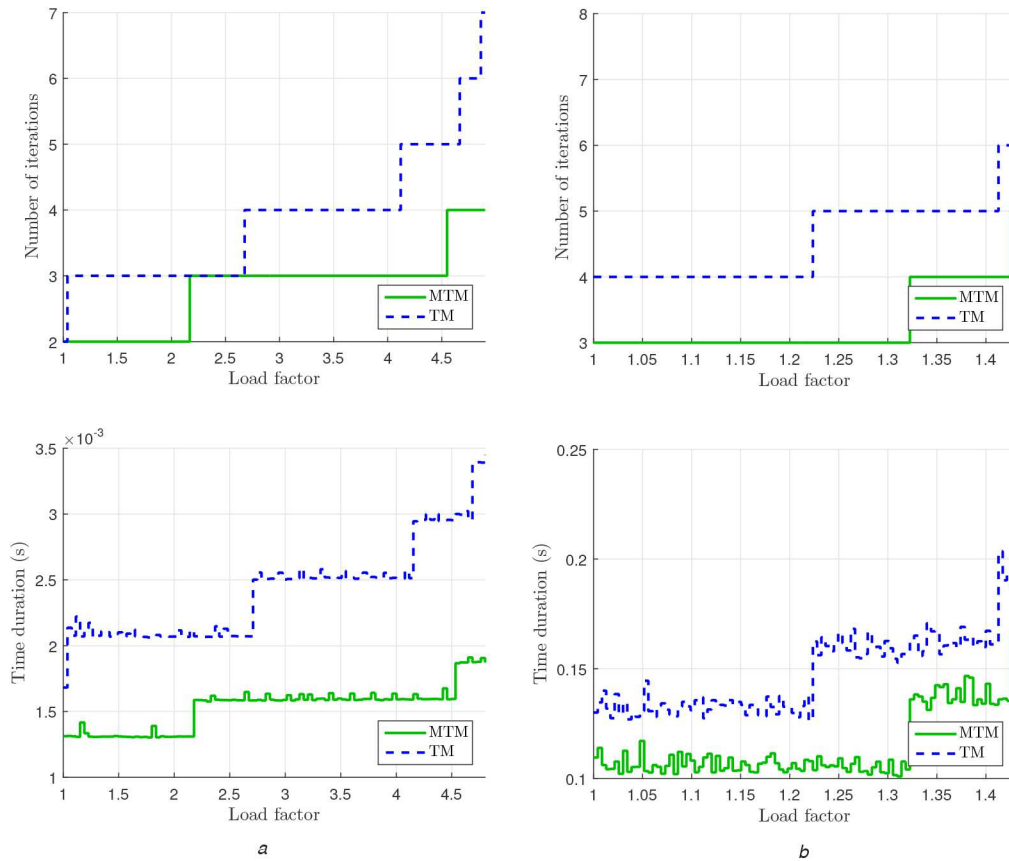 7
6
5
4
3
2
Number of iterations
1 1.5 2 2.5 3 3.5 4 4.5
Load factor
MTM
TM
8
7
6
5
4
3
Number of iterations
1 1.05 1.1 1.15 1.2 1.25 1.3 1.35 1.4
Load factor
MTM
TM
×10⁻³
3.5
3
2.5
2
1.5
1
Time duration (s)
1 1.5 2 2.5 3 3.5 4 4.5
Load factor
MTM
TM
a
0.25
0.2
0.15
0.1
Time duration (s)
1 1.05 1.1 1.15 1.2 1.25 1.3 1.35 1.4
Load factor
MTM
TM
b